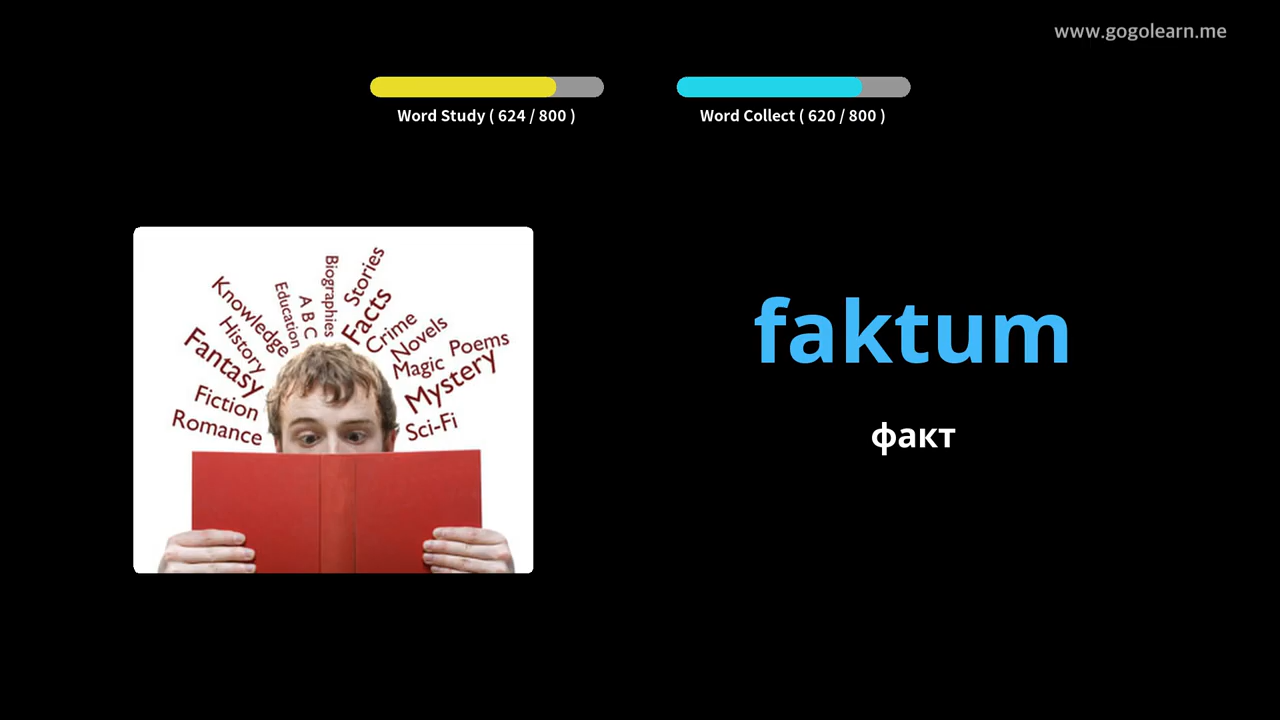 www.gogolearn.me
Word Study ( 624 / 800 )
Word Collect ( 620 / 800 )
Biographies
Stories
Education
A B C
Facts
Knowledge
History
Crime
Novels
Poems
Fantasy
Magic
Mystery
Fiction
Romance
Sci-Fi
faktum
факт